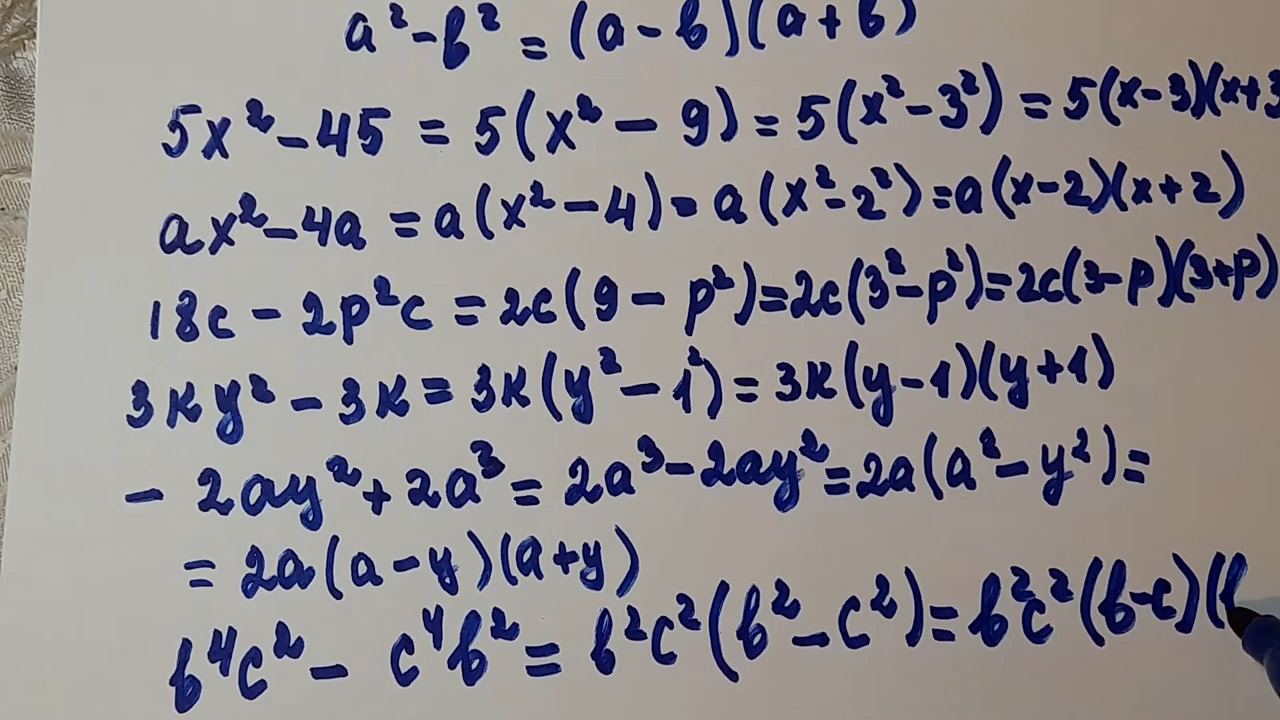 a² - b² = (a - b)(a + b)
5x² - 45 = 5(x² - 9) = 5(x² - 3²) = 5(x - 3)(x + 3
ax² - 4a = a(x² - 4) = a(x² - 2²) = a(x - 2)(x + 2)
18c - 2p²c = 2c(9 - p²) = 2c(3² - p²) = 2c(3 - p)(3 + p)
3ky² - 3k = 3k(y² - 1²) = 3k(y - 1)(y + 1)
- 2ay² + 2a³ = 2a³ - 2ay² = 2a(a² - y²) =
= 2a(a - y)(a + y)
b⁴c² - c⁴b² = b²c²(b² - c²) = b²c²(b - c)(b